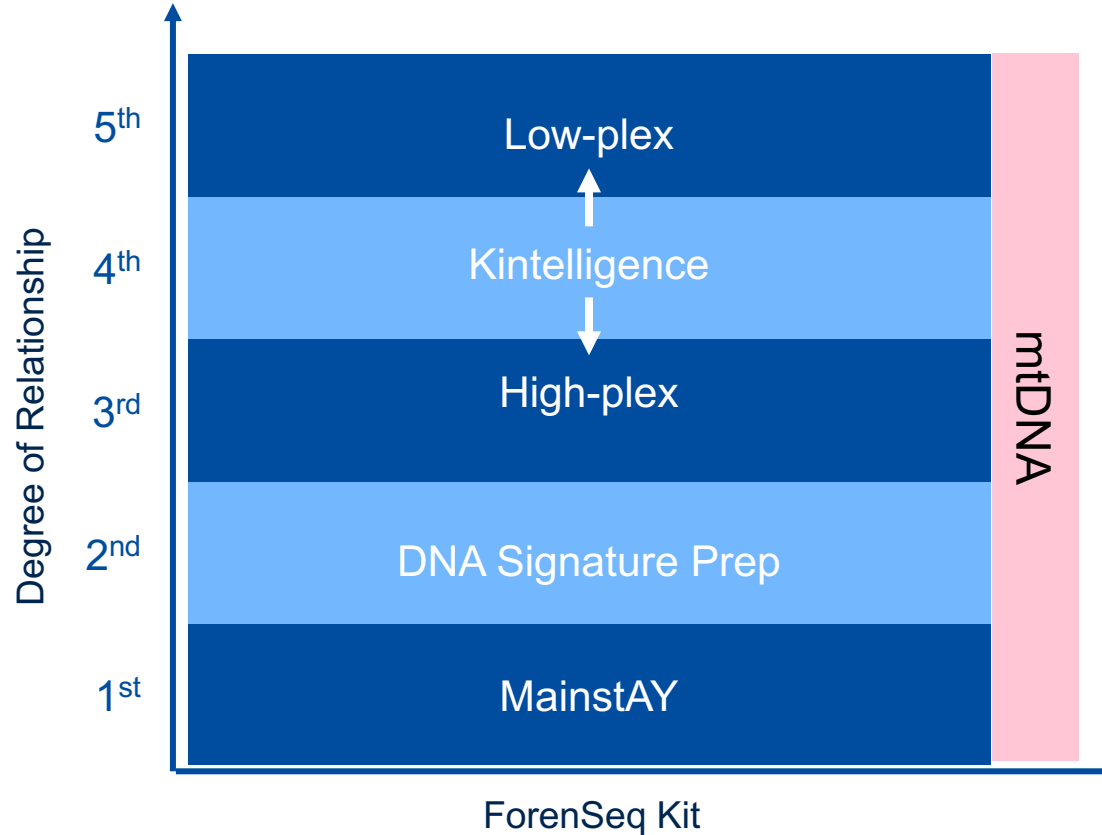 5th
Low-plex
4th
Kintelligence
3rd
High-plex
2nd
DNA Signature Prep
1st
MainstAY
mtDNA
Degree of Relationship
ForenSeq Kit